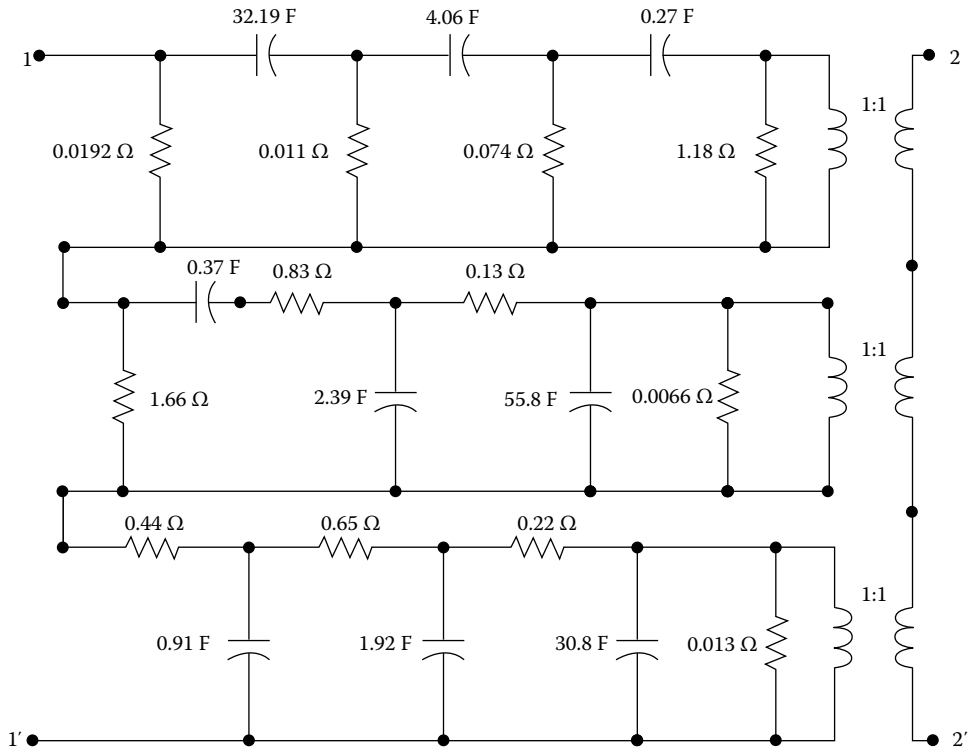 32.19 F
4.06 F
0.27 F
1
2
1:1
0.0192 Ω
0.011 Ω
0.074 Ω
1.18 Ω
0.37 F
0.83 Ω
0.13 Ω
1:1
1.66 Ω
2.39 F
55.8 F
0.0066 Ω
0.44 Ω
0.65 Ω
0.22 Ω
1:1
0.91 F
1.92 F
30.8 F
0.013 Ω
1′
2′